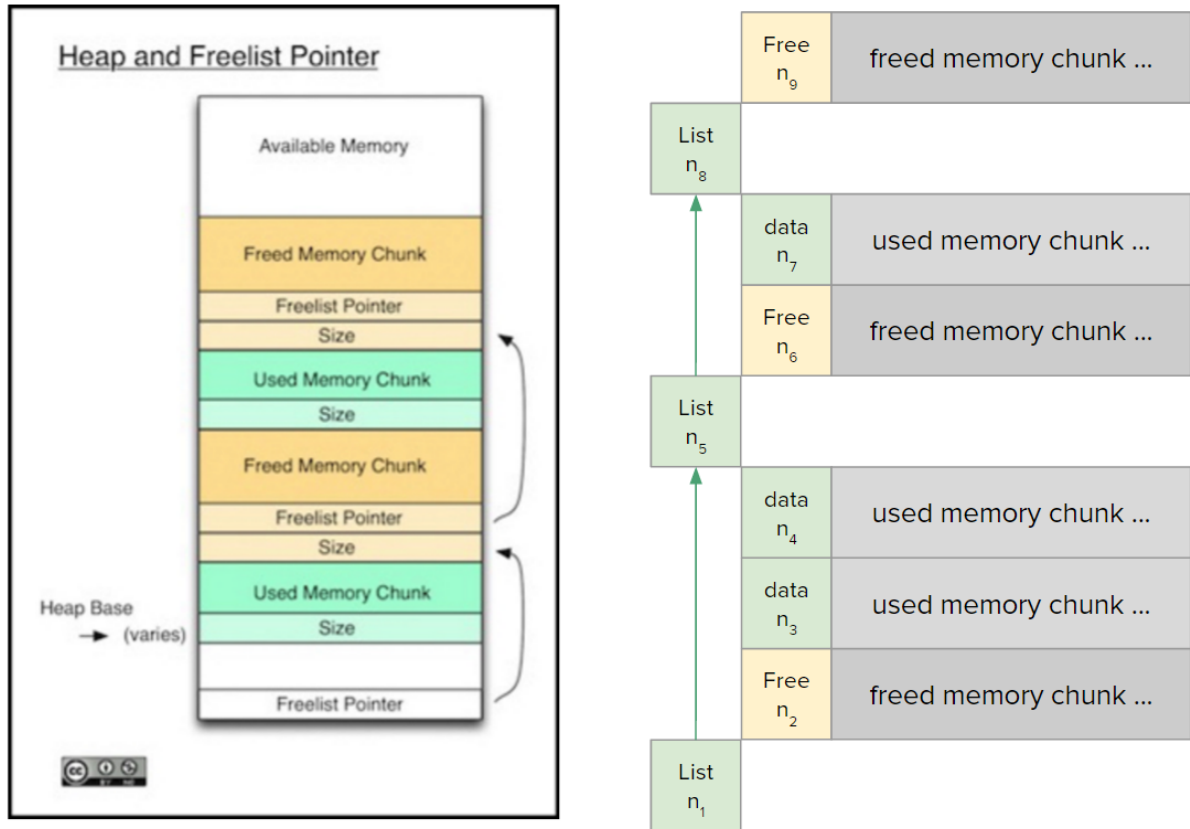 Heap and Freelist Pointer
Available Memory
Freed Memory Chunk
Freelist Pointer
Size
Used Memory Chunk
Size
Freed Memory Chunk
Freelist Pointer
Size
Used Memory Chunk
Size
Heap Base
(varies)
Freelist Pointer
cc
BY NC
Free
n₉
freed memory chunk ...
List
n₈
data
n₇
used memory chunk ...
Free
n₆
freed memory chunk ...
List
n₅
data
n₄
used memory chunk ...
data
n₃
used memory chunk ...
Free
n₂
freed memory chunk ...
List
n₁